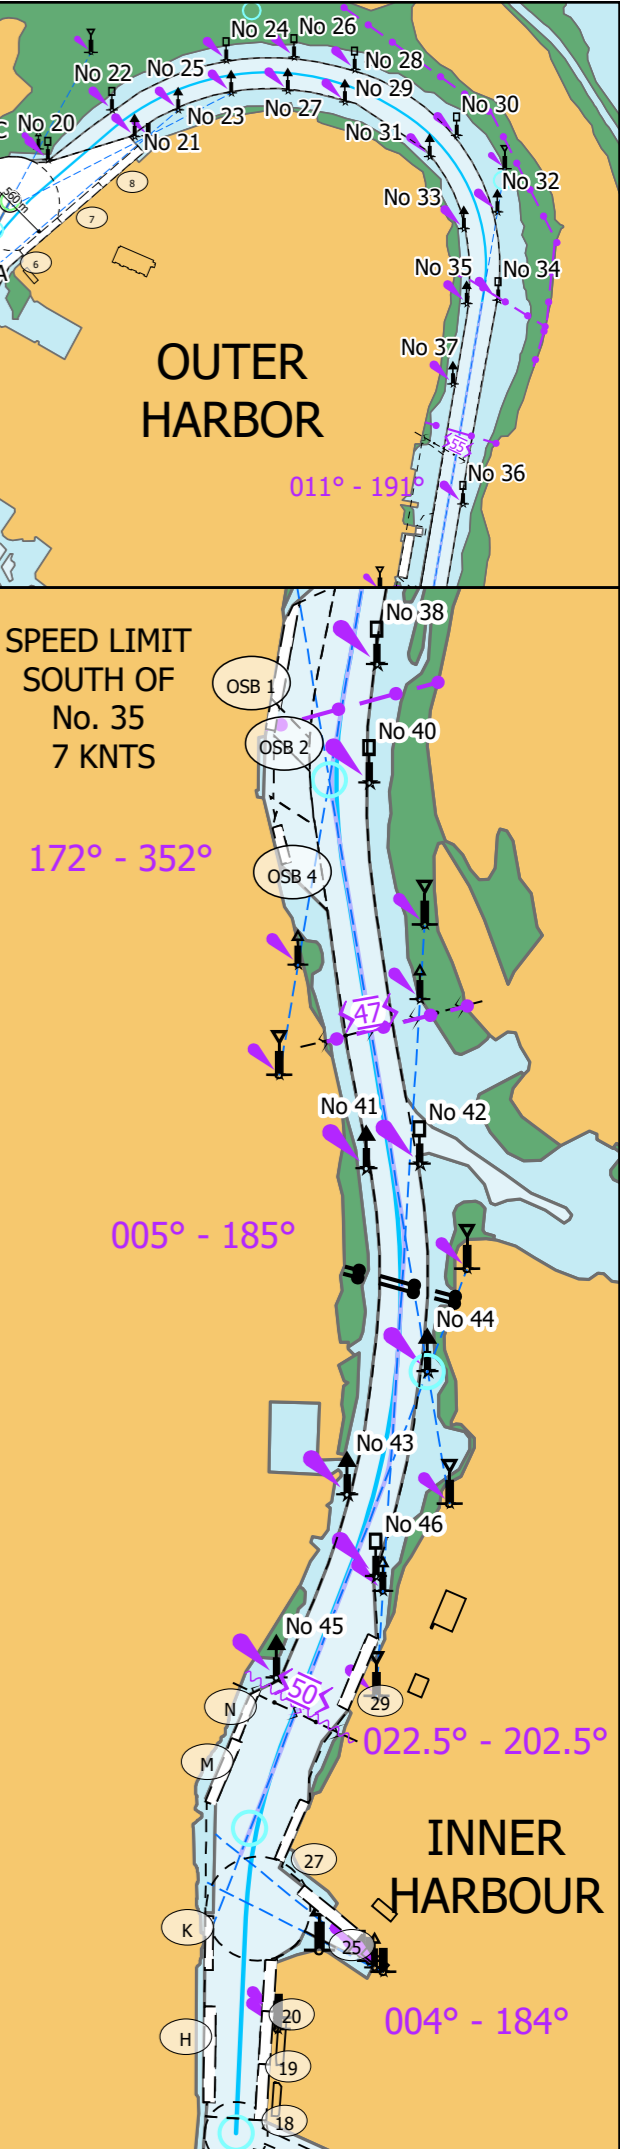 No 24
No 26
No 28
No 22
No 25
No 20
No 23
No 27
No 29
No 30
No 21
No 31
No 32
560 m
8
7
6
No 33
No 35
No 34
OUTER
HARBOR
No 37
55
No 36
011° - 191°
SPEED LIMIT
SOUTH OF
No. 35
7 KNTS
No 38
OSB 1
OSB 2
No 40
172° - 352°
OSB 4
47
No 41
No 42
005° - 185°
No 44
No 43
No 46
No 45
50
N
29
022.5° - 202.5°
M
INNER
HARBOUR
27
K
25
20
004° - 184°
H
19
18